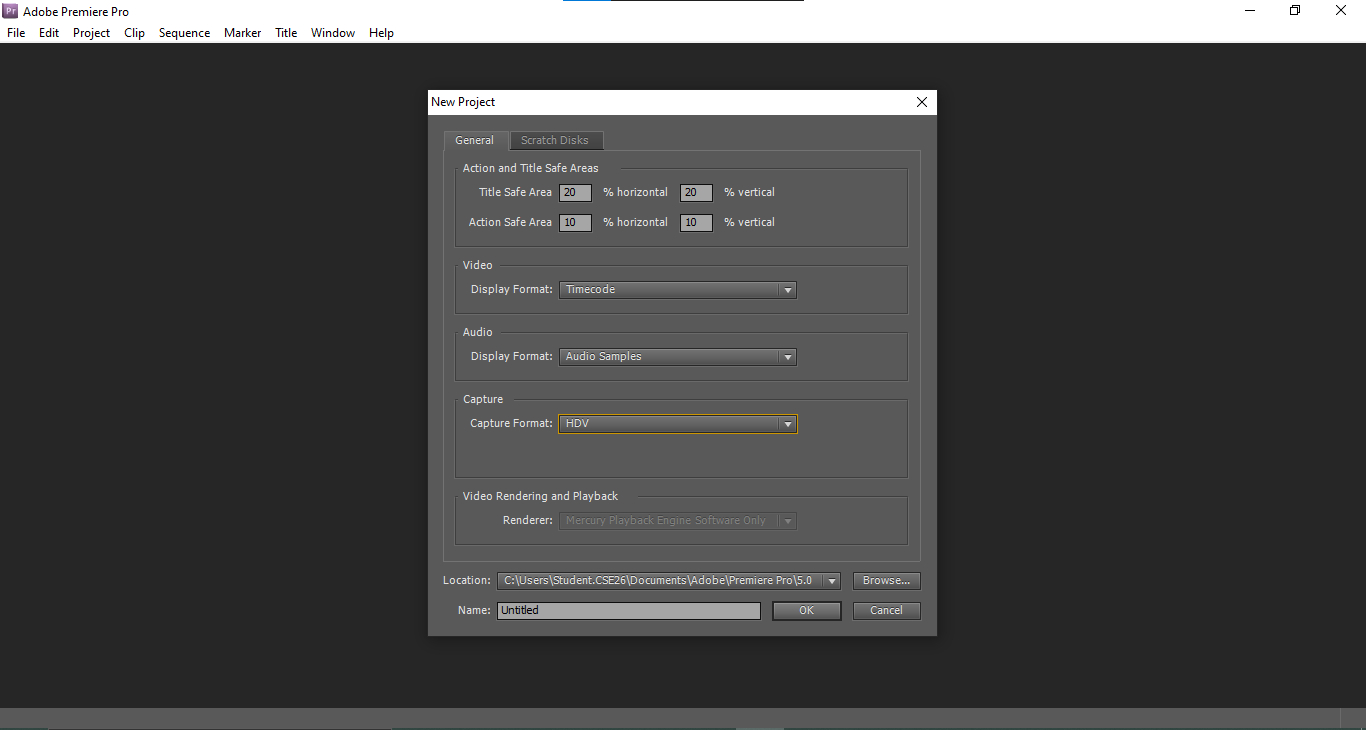 Pr Adobe Premiere Pro
File Edit Project Clip Sequence Marker Title Window Help
New Project
General Scratch Disks
Action and Title Safe Areas
Title Safe Area 20 % horizontal 20 % vertical
Action Safe Area 10 % horizontal 10 % vertical
Video
Display Format: Timecode
Audio
Display Format: Audio Samples
Capture
Capture Format: HDV
Video Rendering and Playback
Renderer: Mercury Playback Engine Software Only
Location: C:\Users\Student.CSE26\Documents\Adobe\Premiere Pro\5.0 Browse...
Name: Untitled OK Cancel